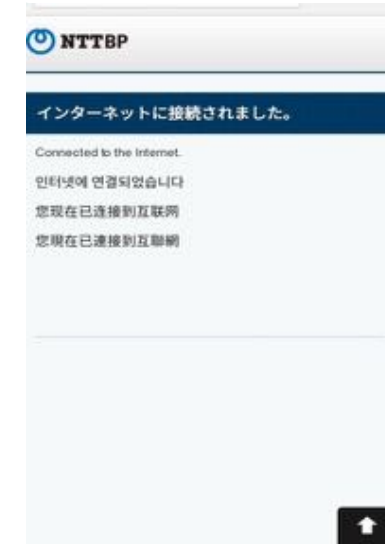 NTTBP
インターネットに接続されました。
Connected to the Internet.
인터넷에 연결되었습니다
您现在已连接到互联网
您現在已連接到互聯網